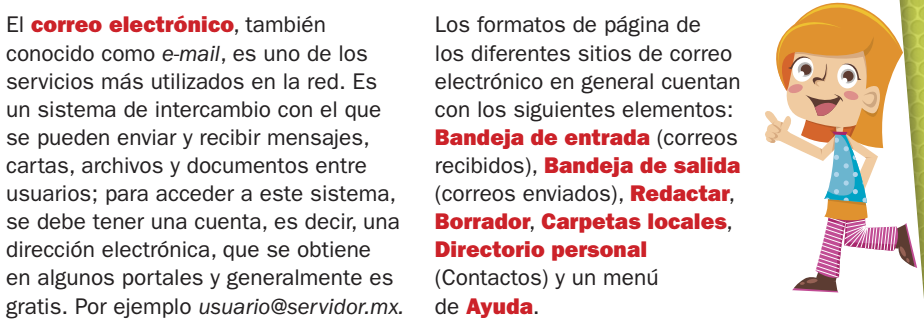 El correo electrónico, también
conocido como e-mail, es uno de los
servicios más utilizados en la red. Es
un sistema de intercambio con el que
se pueden enviar y recibir mensajes,
cartas, archivos y documentos entre
usuarios; para acceder a este sistema,
se debe tener una cuenta, es decir, una
dirección electrónica, que se obtiene
en algunos portales y generalmente es
gratis. Por ejemplo usuario@servidor.mx.
Los formatos de página de
los diferentes sitios de correo
electrónico en general cuentan
con los siguientes elementos:
Bandeja de entrada (correos
recibidos), Bandeja de salida
(correos enviados), Redactar,
Borrador, Carpetas locales,
Directorio personal
(Contactos) y un menú
de Ayuda.